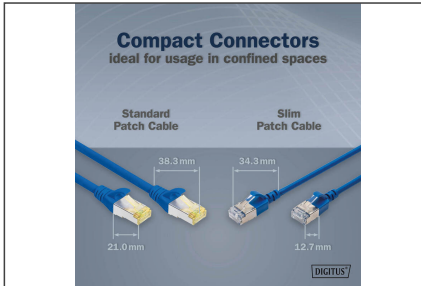 Compact Connectors
ideal for usage in confined spaces
Standard
Patch Cable
Slim
Patch Cable
38.3 mm
34.3 mm
21.0 mm
12.7 mm
DIGITUS®